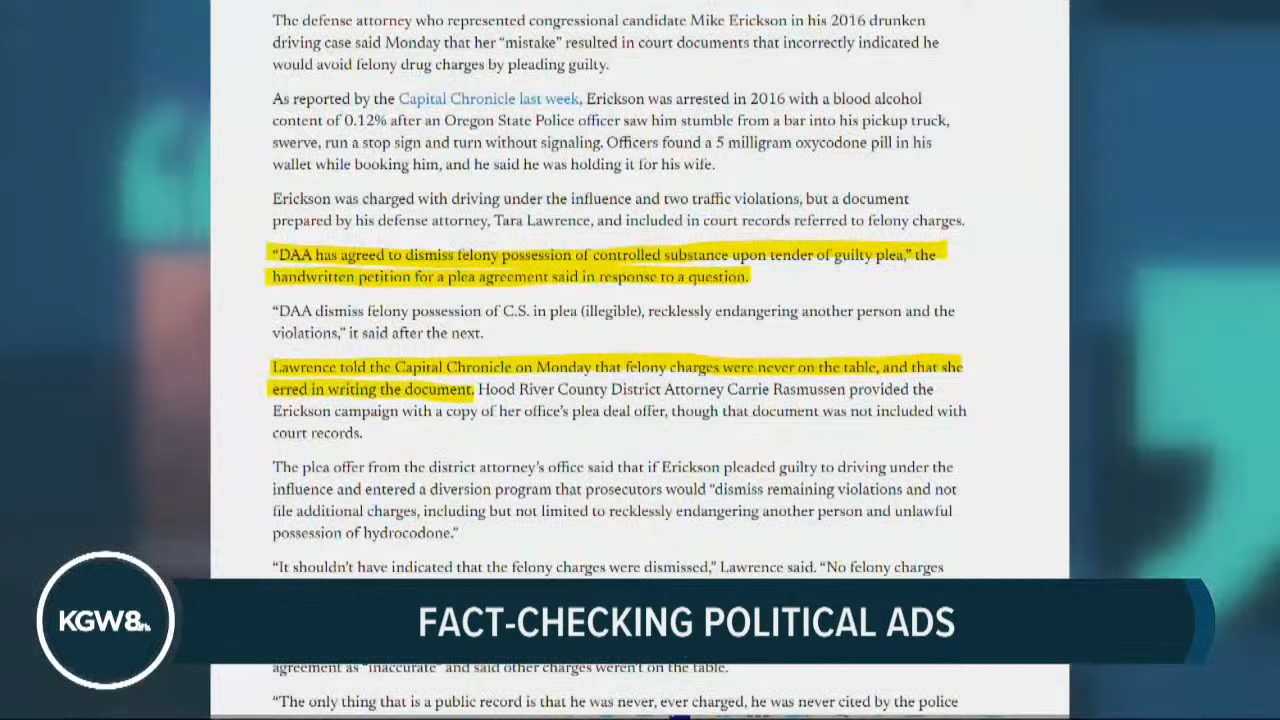 The defense attorney who represented congressional candidate Mike Erickson in his 2016 drunken
driving case said Monday that her “mistake” resulted in court documents that incorrectly indicated he
would avoid felony drug charges by pleading guilty.
As reported by the Capital Chronicle last week, Erickson was arrested in 2016 with a blood alcohol
content of 0.12% after an Oregon State Police officer saw him stumble from a bar into his pickup truck,
swerve, run a stop sign and turn without signaling. Officers found a 5 milligram oxycodone pill in his
wallet while booking him, and he said he was holding it for his wife.
Erickson was charged with driving under the influence and two traffic violations, but a document
prepared by his defense attorney, Tara Lawrence, and included in court records referred to felony charges.
“DAA has agreed to dismiss felony possession of controlled substance upon tender of guilty plea,” the
handwritten petition for a plea agreement said in response to a question.
“DAA dismiss felony possession of C.S. in plea (illegible), recklessly endangering another person and the
violations,” it said after the next.
Lawrence told the Capital Chronicle on Monday that felony charges were never on the table, and that she
erred in writing the document. Hood River County District Attorney Carrie Rasmussen provided the
Erickson campaign with a copy of her office’s plea deal offer, though that document was not included with
court records.
The plea offer from the district attorney’s office said that if Erickson pleaded guilty to driving under the
influence and entered a diversion program that prosecutors would “dismiss remaining violations and not
file additional charges, including but not limited to recklessly endangering another person and unlawful
possession of hydrocodone.”
“It shouldn’t have indicated that the felony charges were dismissed,” Lawrence said. “No felony charges
KGW8
FACT-CHECKING POLITICAL ADS
agreement as “inaccurate” and said other charges weren’t on the table.
“The only thing that is a public record is that he was never, ever charged, he was never cited by the police